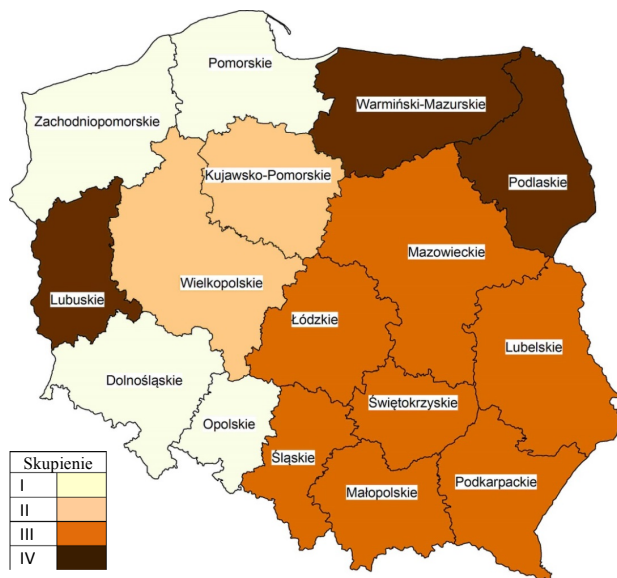 Pomorskie
Warmiński-Mazurskie
Zachodniopomorskie
Kujawsko-Pomorskie
Podlaskie
Mazowieckie
Wielkopolskie
Lubuskie
Łódzkie
Lubelskie
Dolnośląskie
Świętokrzyskie
Opolskie
Śląskie
Podkarpackie
Małopolskie
Skupienie
I
II
III
IV